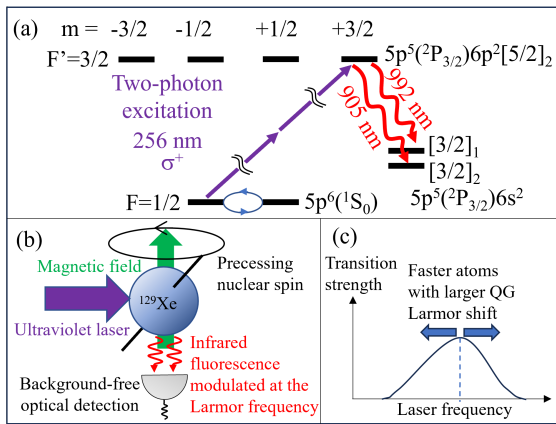 (a) m = -3/2 -1/2 +1/2 +3/2
F'=3/2 5p⁵(²P₃/₂)6p²[5/2]₂
Two-photon
excitation
256 nm
σ⁺
992 nm
905 nm
[3/2]₁
[3/2]₂
F=1/2 5p⁶(¹S₀)
5p⁵(²P₃/₂)6s²
(b)
Magnetic field
Precessing
nuclear spin
¹²⁹Xe
Ultraviolet laser
Infrared
fluorescence
modulated at the
Larmor frequency
Background-free
optical detection
(c)
Transition
strength
Faster atoms
with larger QG
Larmor shift
Laser frequency